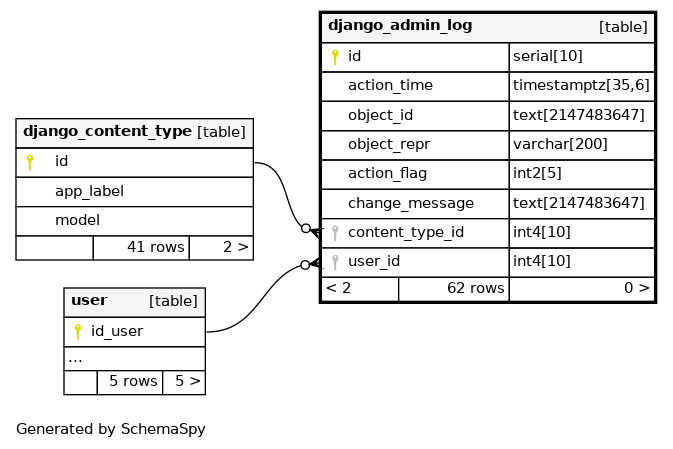 django_admin_log [table]
id serial[10]
action_time timestamptz[35,6]
object_id text[2147483647]
object_repr varchar[200]
action_flag int2[5]
change_message text[2147483647]
content_type_id int4[10]
user_id int4[10]
< 2 62 rows 0 >
django_content_type [table]
id
app_label
model
41 rows 2 >
user [table]
id_user
...
5 rows 5 >
Generated by SchemaSpy